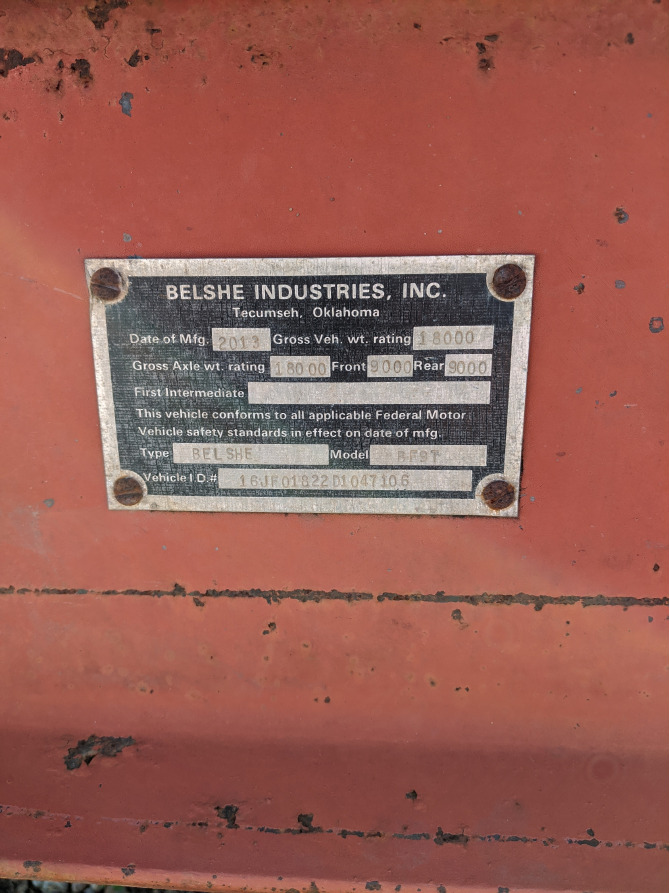 BELSHE INDUSTRIES, INC.
Tecumseh, Oklahoma
Date of Mfg. 2013 Gross Veh. wt. rating 18000
Gross Axle wt. rating 18000 Front 9000 Rear 9000
First Intermediate
This vehicle conforms to all applicable Federal Motor
Vehicle safety standards in effect on date of mfg.
Type BELSHE Model
Vehicle I.D.# 16JF01822D1047106